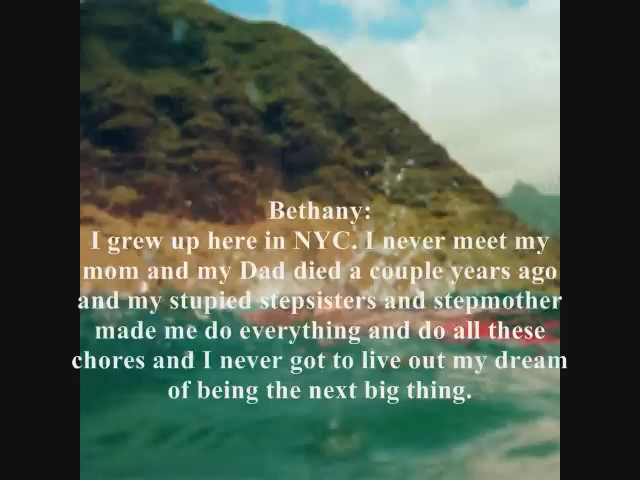 Bethany:
I grew up here in NYC. I never meet my
mom and my Dad died a couple years ago
and my stupied stepsisters and stepmother
made me do everything and do all these
chores and I never got to live out my dream
of being the next big thing.